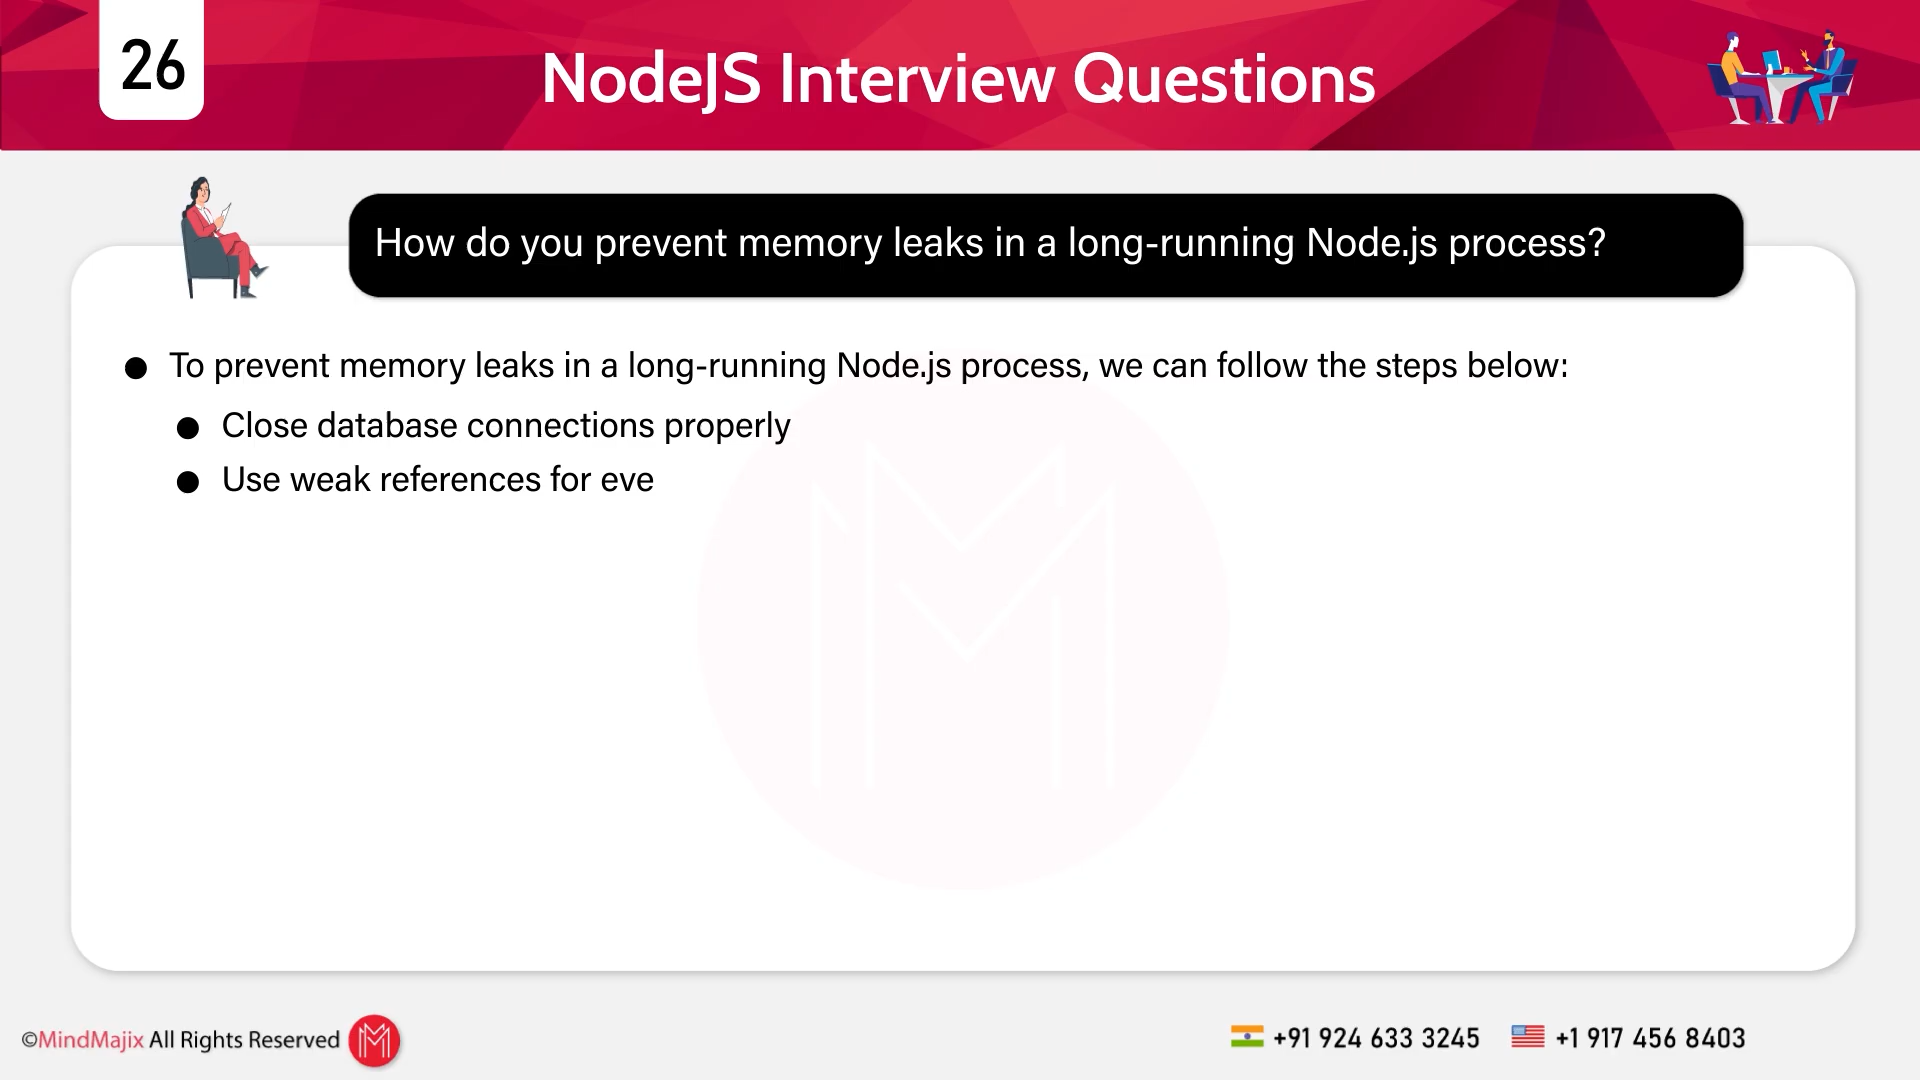 26
NodeJS Interview Questions
How do you prevent memory leaks in a long-running Node.js process?
● To prevent memory leaks in a long-running Node.js process, we can follow the steps below:
● Close database connections properly
● Use weak references for eve
©MindMajix All Rights Reserved
+91 924 633 3245 +1 917 456 8403